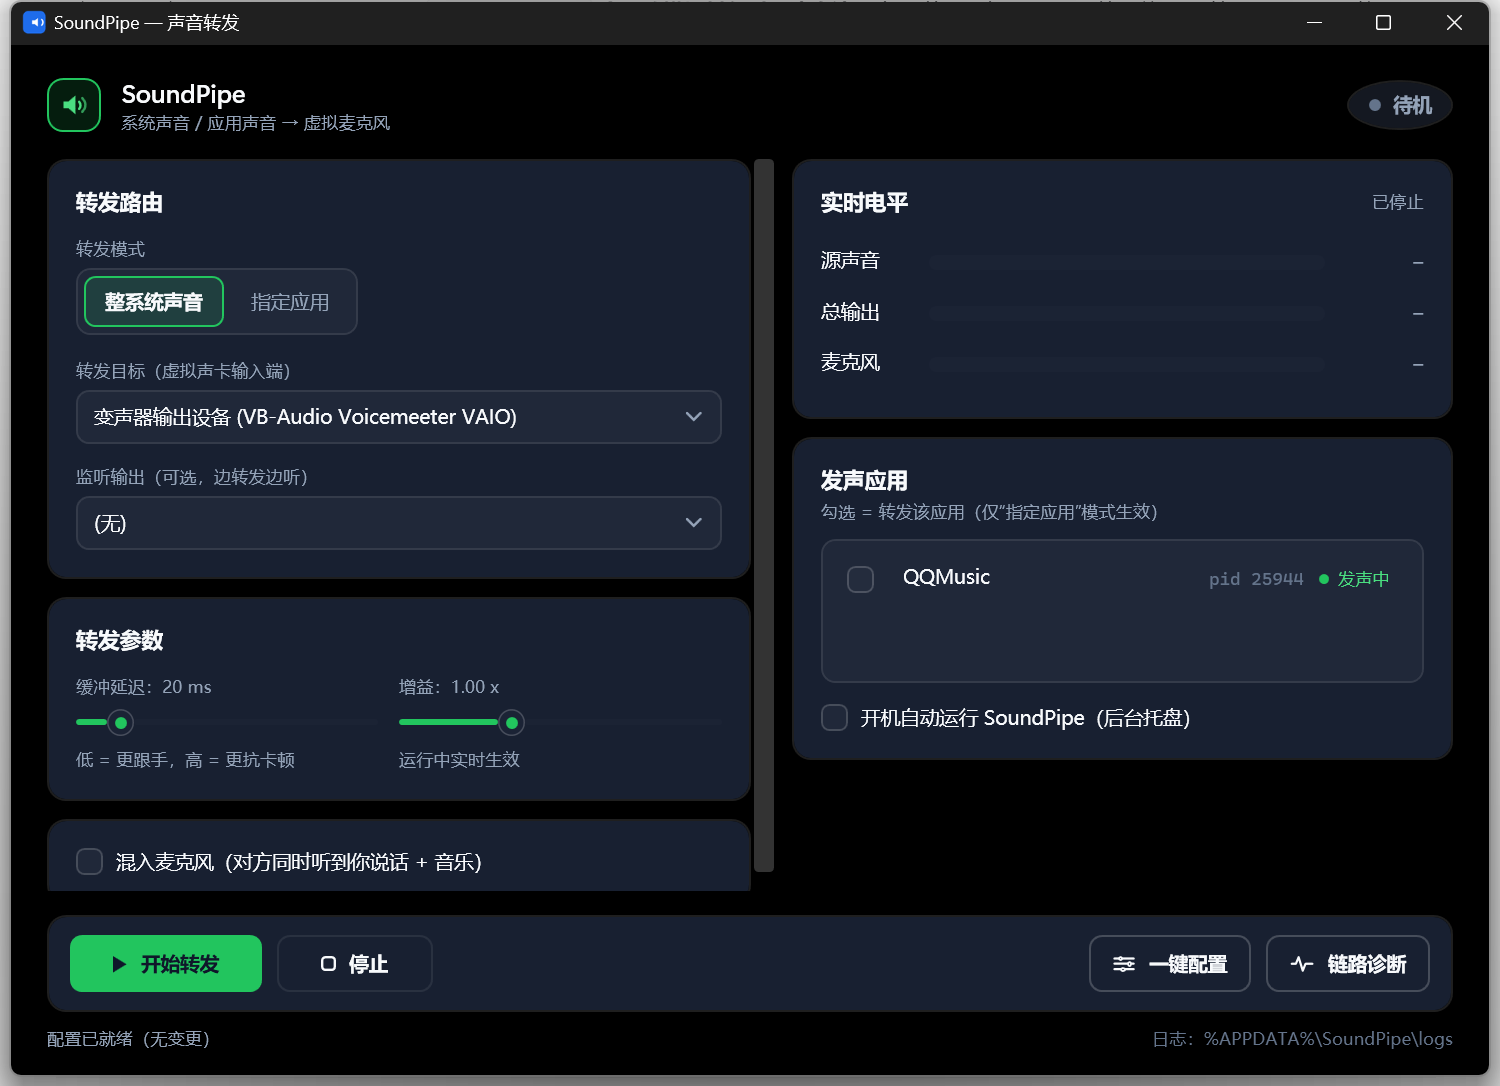 SoundPipe — 声音转发
SoundPipe
系统声音 / 应用声音 → 虚拟麦克风
待机
转发路由
转发模式
整系统声音
指定应用
转发目标（虚拟声卡输入端）
变声器输出设备 (VB-Audio Voicemeeter VAIO)
监听输出（可选，边转发边听）
(无)
转发参数
缓冲延迟：20 ms
增益：1.00 x
低 = 更跟手，高 = 更抗卡顿
运行中实时生效
混入麦克风（对方同时听到你说话 + 音乐）
实时电平
已停止
源声音
–
总输出
–
麦克风
–
发声应用
勾选 = 转发该应用（仅“指定应用”模式生效）
QQMusic
pid 25944
发声中
开机自动运行 SoundPipe（后台托盘）
开始转发
停止
一键配置
链路诊断
配置已就绪（无变更）
日志：%APPDATA%\SoundPipe\logs